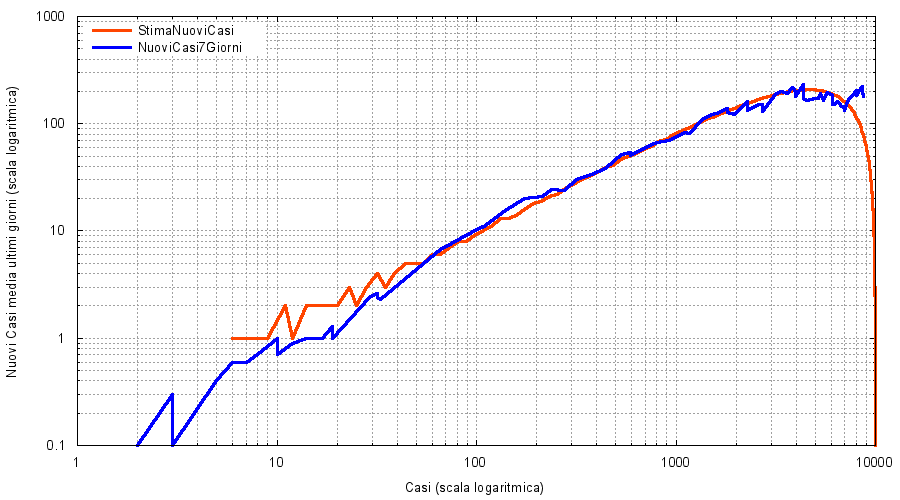 1000
StimaNuoviCasi
NuoviCasi7Giorni
100
10
1
0.1
Nuovi Casi media ultimi giorni (scala logaritmica)
1
10
100
1000
10000
Casi (scala logaritmica)